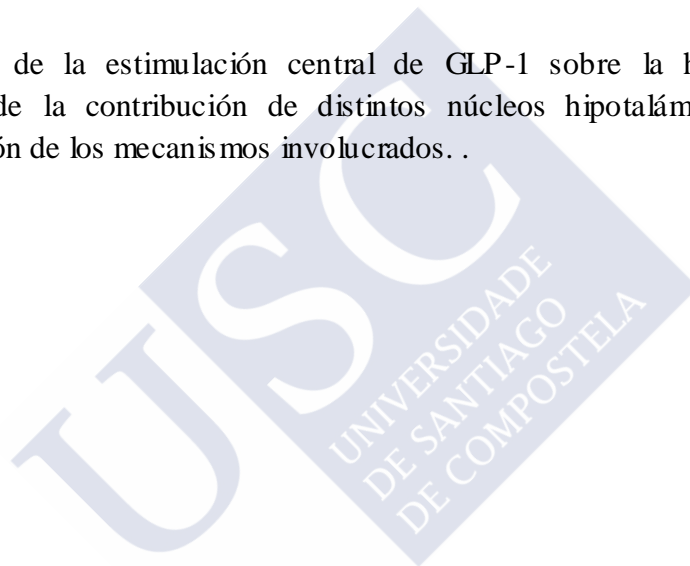 de la estimulación central de GLP-1 sobre la h
de la contribución de distintos núcleos hipotalám
ón de los mecanismos involucrados. .
USC
UNIVERSIDADE
DE SANTIAGO
DE COMPOSTELA